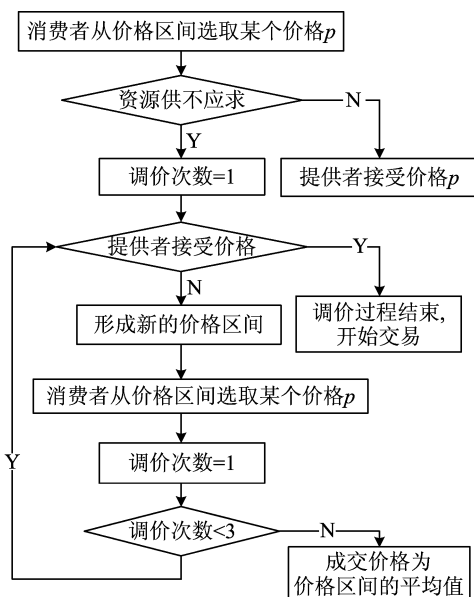 消费者从价格区间选取某个价格p
资源供不应求
N
Y
调价次数=1
提供者接受价格p
提供者接受价格
Y
N
形成新的价格区间
调价过程结束,
开始交易
消费者从价格区间选取某个价格p
Y
调价次数=1
调价次数<3
N
成交价格为
价格区间的平均值